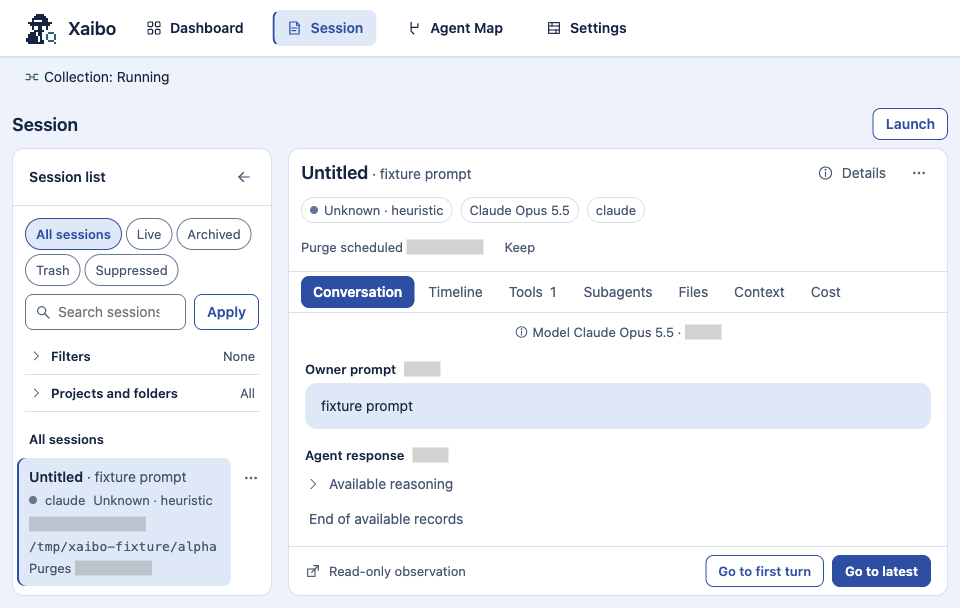 Xaibo Dashboard Session Agent Map Settings
Collection: Running
Session
Launch
Session list
All sessions Live Archived
Trash Suppressed
Search sessions Apply
Filters None
Projects and folders All
All sessions
Untitled · fixture prompt
claude Unknown · heuristic
/tmp/xaibo-fixture/alpha
Purges
Untitled · fixture prompt Details
Unknown · heuristic Claude Opus 5.5 claude
Purge scheduled Keep
Conversation Timeline Tools 1 Subagents Files Context Cost
Model Claude Opus 5.5 ·
Owner prompt
fixture prompt
Agent response
Available reasoning
End of available records
Read-only observation Go to first turn Go to latest